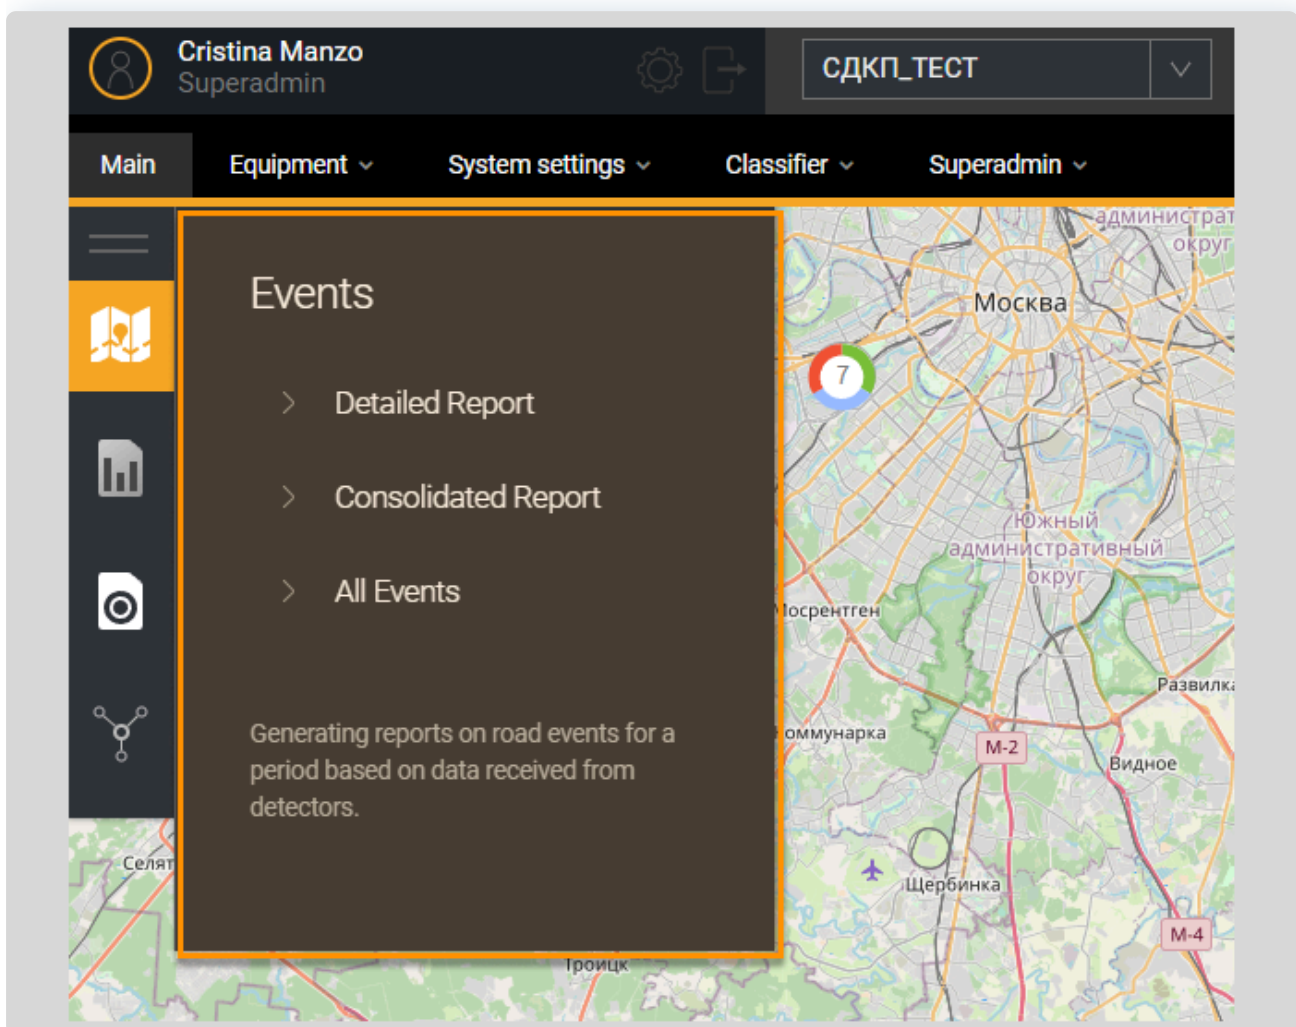 Cristina Manzo
Superadmin
СДКП_ТЕСТ
Main Equipment System settings Classifier Superadmin
Events
Detailed Report
Consolidated Report
All Events
Generating reports on road events for a
period based on data received from
detectors.
администрат
округ
Москва
7
Южный
административный
округ
Мосрентген
Развилка
оммунарка
М-2
Видное
Селят
Щербинка
М-4
Троицк